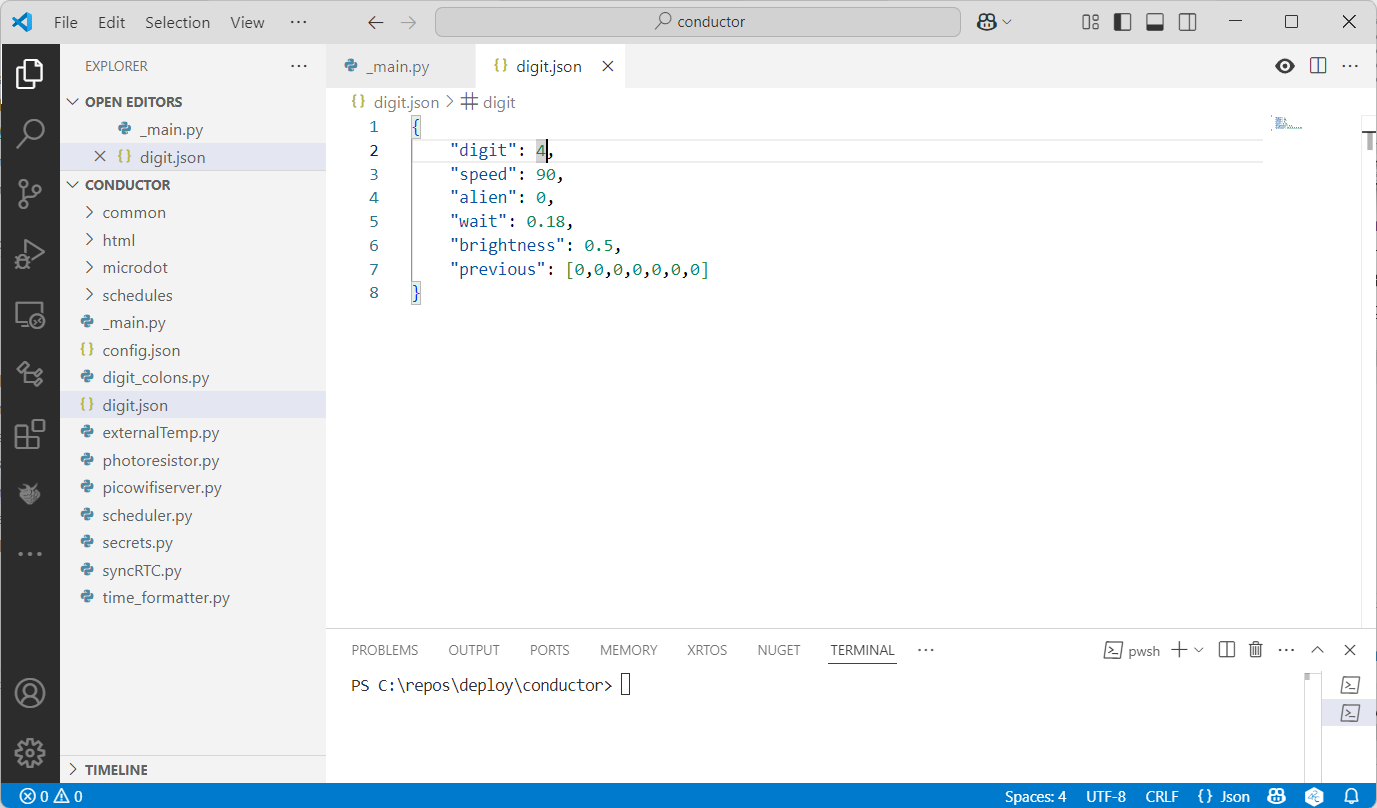 File Edit Selection View ··· conductor
EXPLORER ···
OPEN EDITORS
_main.py
{} digit.json
CONDUCTOR
common
html
microdot
schedules
_main.py
{} config.json
digit_colons.py
{} digit.json
externalTemp.py
photoresistor.py
picowifiserver.py
scheduler.py
secrets.py
syncRTC.py
time_formatter.py
TIMELINE
_main.py {} digit.json
{} digit.json > # digit
1 {
2 "digit": 4,
3 "speed": 90,
4 "alien": 0,
5 "wait": 0.18,
6 "brightness": 0.5,
7 "previous": [0,0,0,0,0,0,0]
8 }
PROBLEMS OUTPUT PORTS MEMORY XRTOS NUGET TERMINAL ··· pwsh
PS C:\repos\deploy\conductor>
0 0 Spaces: 4 UTF-8 CRLF {} Json